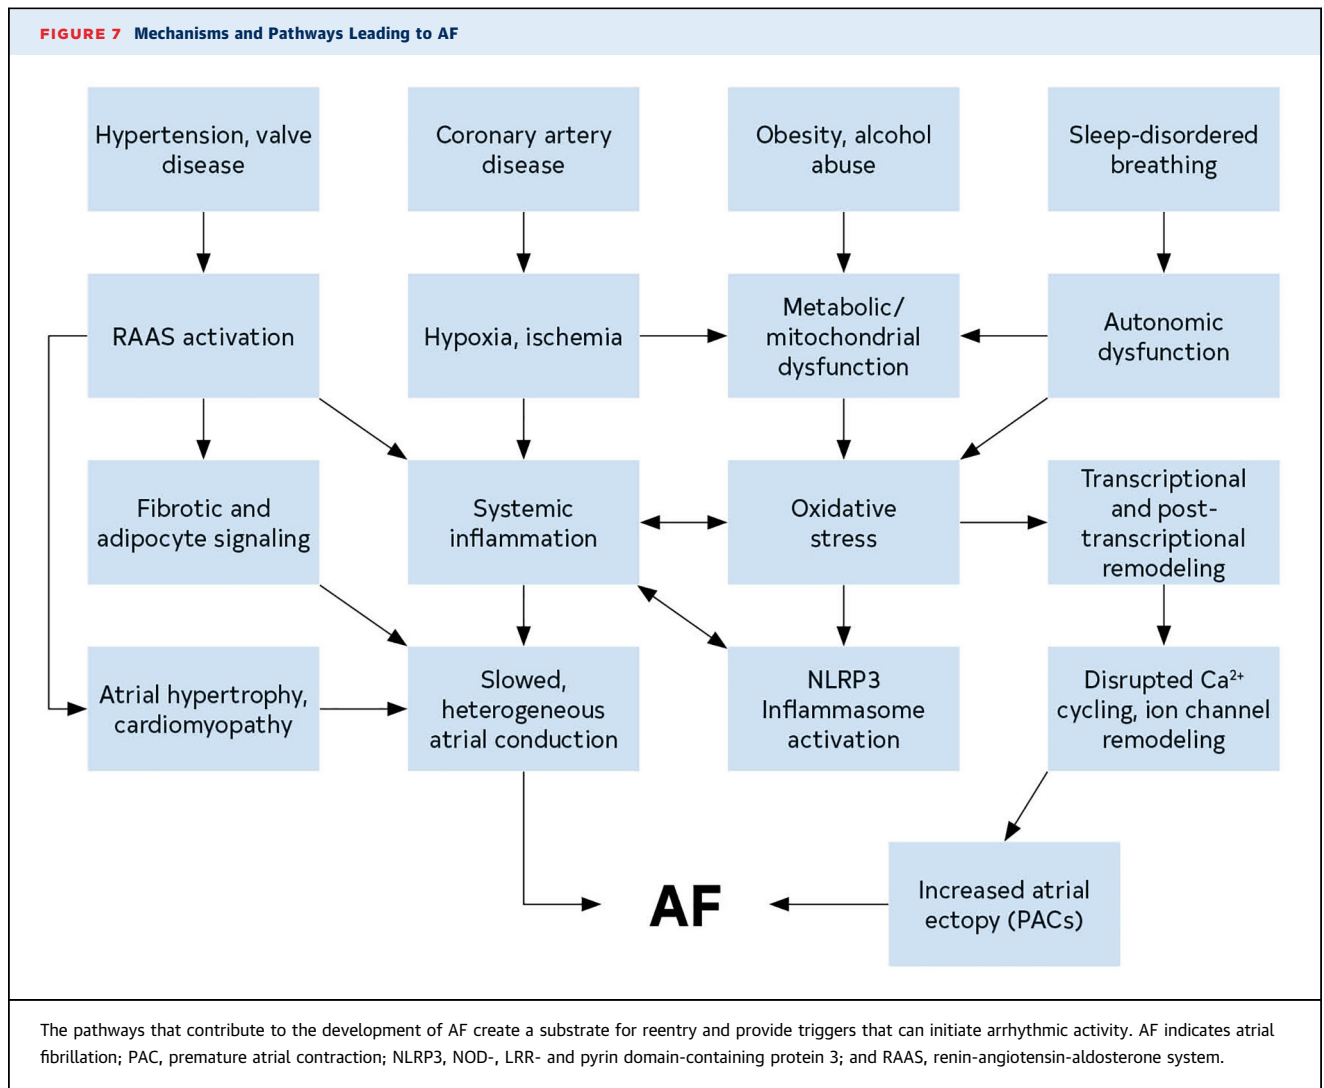 FIGURE 7 Mechanisms and Pathways Leading to AF
Hypertension, valve
disease
Coronary artery
disease
Obesity, alcohol
abuse
Sleep-disordered
breathing
RAAS activation
Hypoxia, ischemia
Metabolic/
mitochondrial
dysfunction
Autonomic
dysfunction
Fibrotic and
adipocyte signaling
Systemic
inflammation
Oxidative
stress
Transcriptional
and post-
transcriptional
remodeling
Atrial hypertrophy,
cardiomyopathy
Slowed,
heterogeneous
atrial conduction
NLRP3
Inflammasome
activation
Disrupted Ca²⁺
cycling, ion channel
remodeling
AF
Increased atrial
ectopy (PACs)
The pathways that contribute to the development of AF create a substrate for reentry and provide triggers that can initiate arrhythmic activity. AF indicates atrial
fibrillation; PAC, premature atrial contraction; NLRP3, NOD-, LRR- and pyrin domain-containing protein 3; and RAAS, renin-angiotensin-aldosterone system.